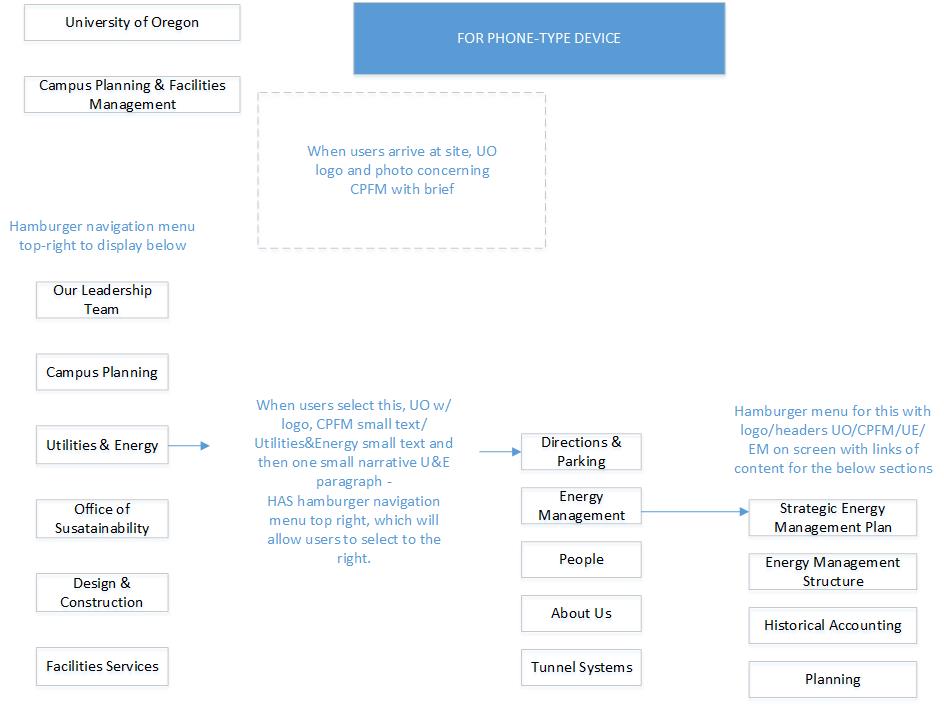 University of Oregon
FOR PHONE-TYPE DEVICE
Campus Planning & Facilities
Management
When users arrive at site, UO
logo and photo concerning
CPFM with brief
Hamburger navigation menu
top-right to display below
Our Leadership
Team
Campus Planning
Utilities & Energy
Office of
Susatainability
Design &
Construction
Facilities Services
When users select this, UO w/
logo, CPFM small text/
Utilities&Energy small text and
then one small narrative U&E
paragraph -
HAS hamburger navigation
menu top right, which will
allow users to select to the
right.
Directions &
Parking
Energy
Management
People
About Us
Tunnel Systems
Hamburger menu for this with
logo/headers UO/CPFM/UE/
EM on screen with links of
content for the below sections
Strategic Energy
Management Plan
Energy Management
Structure
Historical Accounting
Planning